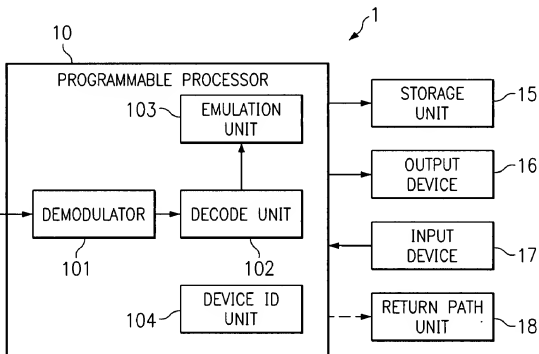 1
10
PROGRAMMABLE PROCESSOR
103
EMULATION
UNIT
STORAGE
UNIT
15
OUTPUT
DEVICE
16
DEMODULATOR
DECODE UNIT
101
102
INPUT
DEVICE
17
DEVICE ID
UNIT
104
RETURN PATH
UNIT
18